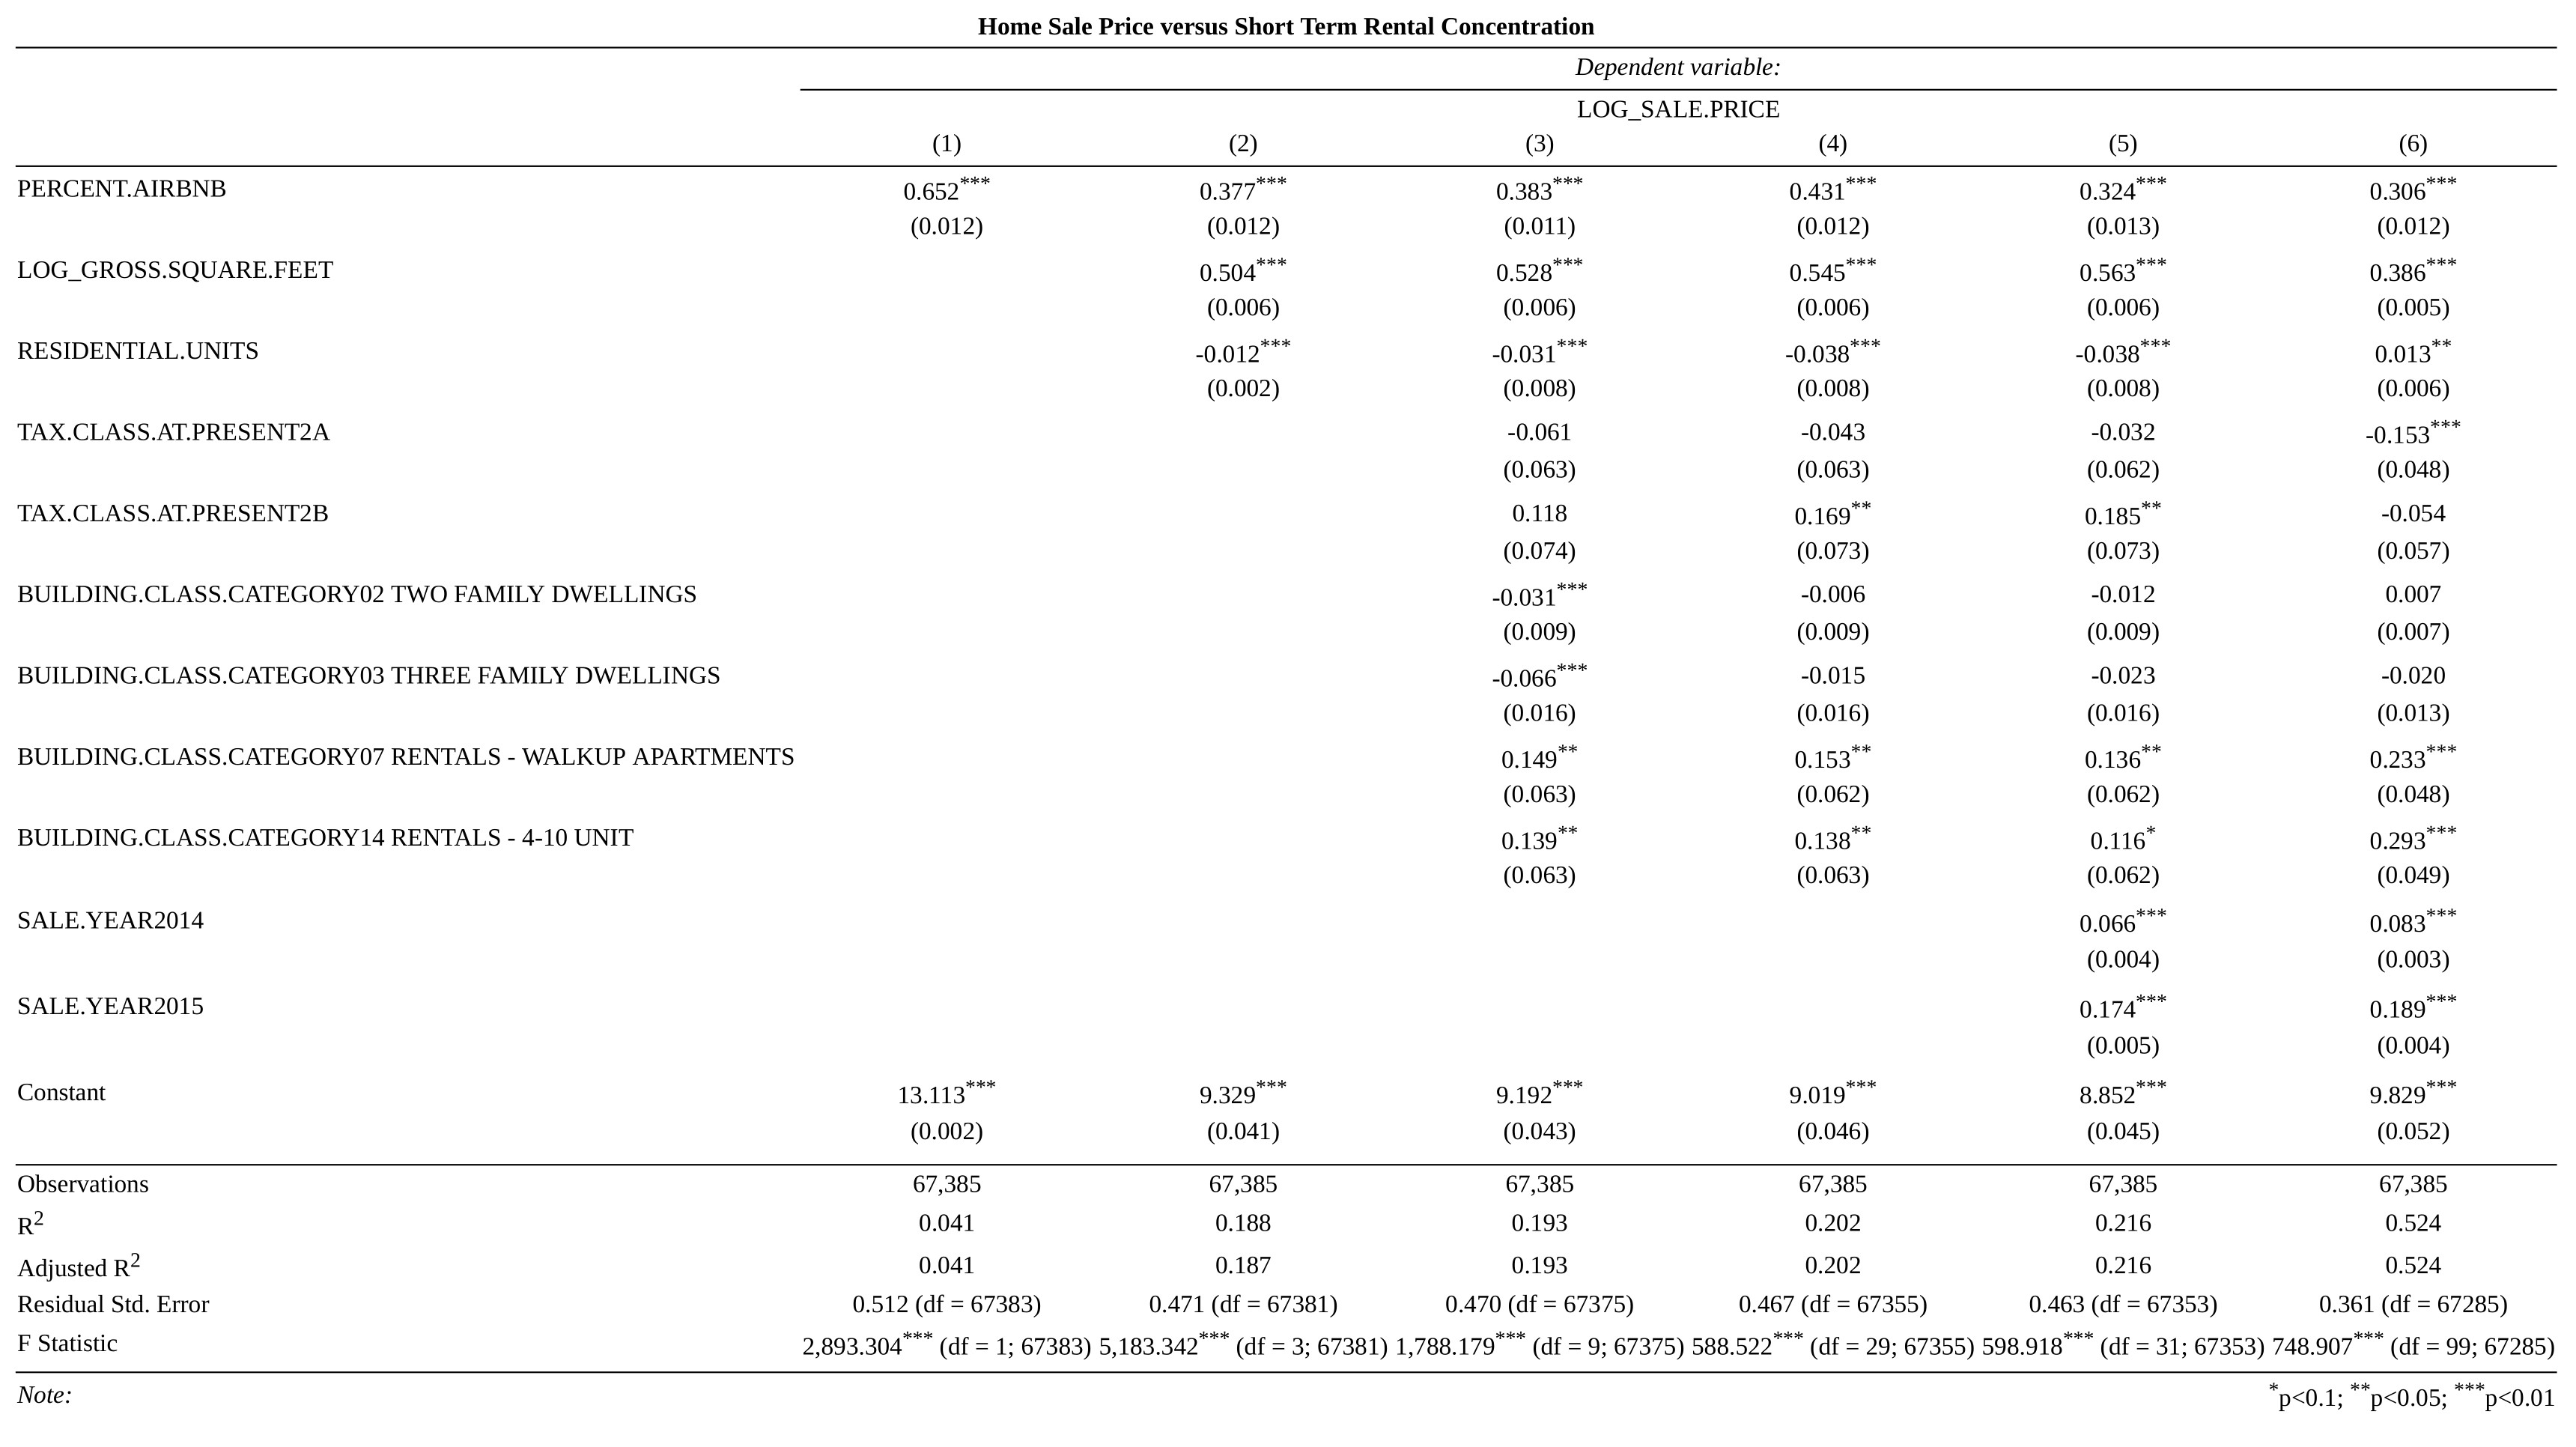 Home Sale Price versus Short Term Rental Concentration
Dependent variable:
LOG_SALE.PRICE
(1) (2) (3) (4) (5) (6)
PERCENT.AIRBNB 0.652*** 0.377*** 0.383*** 0.431*** 0.324*** 0.306***
(0.012) (0.012) (0.011) (0.012) (0.013) (0.012)
LOG_GROSS.SQUARE.FEET 0.504*** 0.528*** 0.545*** 0.563*** 0.386***
(0.006) (0.006) (0.006) (0.006) (0.005)
RESIDENTIAL.UNITS -0.012*** -0.031*** -0.038*** -0.038*** 0.013**
(0.002) (0.008) (0.008) (0.008) (0.006)
TAX.CLASS.AT.PRESENT2A -0.061 -0.043 -0.032 -0.153***
(0.063) (0.063) (0.062) (0.048)
TAX.CLASS.AT.PRESENT2B 0.118 0.169** 0.185** -0.054
(0.074) (0.073) (0.073) (0.057)
BUILDING.CLASS.CATEGORY02 TWO FAMILY DWELLINGS -0.031*** -0.006 -0.012 0.007
(0.009) (0.009) (0.009) (0.007)
BUILDING.CLASS.CATEGORY03 THREE FAMILY DWELLINGS -0.066*** -0.015 -0.023 -0.020
(0.016) (0.016) (0.016) (0.013)
BUILDING.CLASS.CATEGORY07 RENTALS - WALKUP APARTMENTS 0.149** 0.153** 0.136** 0.233***
(0.063) (0.062) (0.062) (0.048)
BUILDING.CLASS.CATEGORY14 RENTALS - 4-10 UNIT 0.139** 0.138** 0.116* 0.293***
(0.063) (0.063) (0.062) (0.049)
SALE.YEAR2014 0.066*** 0.083***
(0.004) (0.003)
SALE.YEAR2015 0.174*** 0.189***
(0.005) (0.004)
Constant 13.113*** 9.329*** 9.192*** 9.019*** 8.852*** 9.829***
(0.002) (0.041) (0.043) (0.046) (0.045) (0.052)
Observations 67,385 67,385 67,385 67,385 67,385 67,385
R2 0.041 0.188 0.193 0.202 0.216 0.524
Adjusted R2 0.041 0.187 0.193 0.202 0.216 0.524
Residual Std. Error 0.512 (df = 67383) 0.471 (df = 67381) 0.470 (df = 67375) 0.467 (df = 67355) 0.463 (df = 67353) 0.361 (df = 67285)
F Statistic 2,893.304*** (df = 1; 67383) 5,183.342*** (df = 3; 67381) 1,788.179*** (df = 9; 67375) 588.522*** (df = 29; 67355) 598.918*** (df = 31; 67353) 748.907*** (df = 99; 67285)
Note: *p<0.1; **p<0.05; ***p<0.01